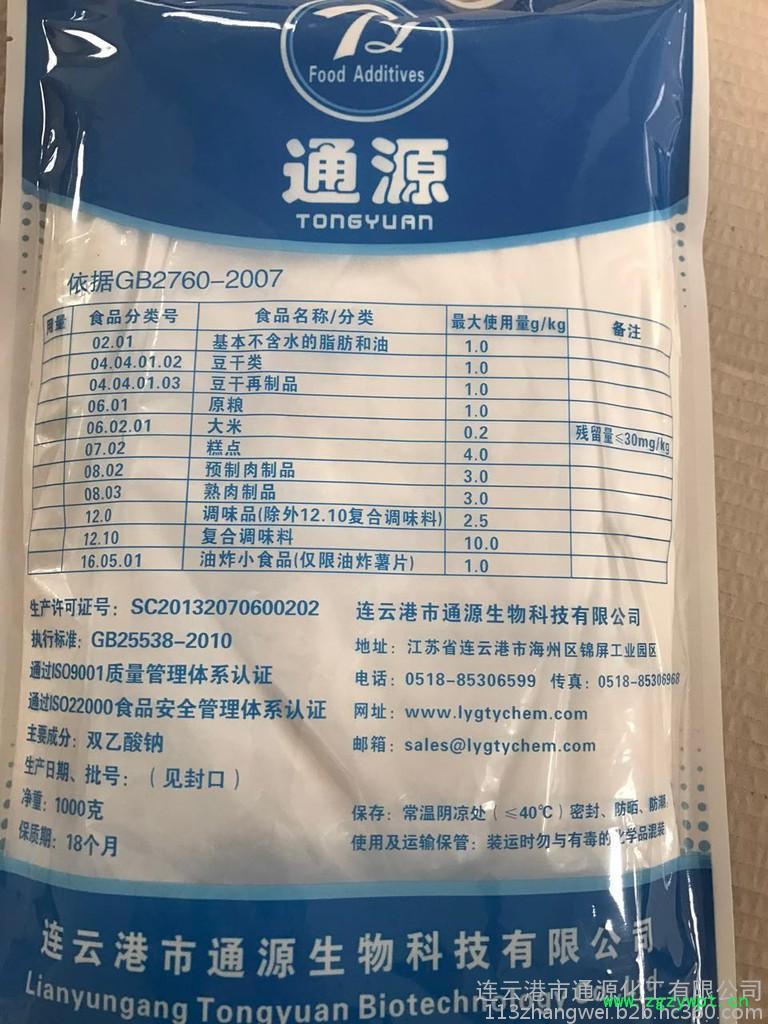 Food Additives
通源
TONGYUAN
依据GB2760-2007
用量 食品分类号 食品名称/分类 最大使用量g/kg 备注
02.01 基本不含水的脂肪和油 1.0
04.04.01.02 豆干类 1.0
04.04.01.03 豆干再制品 1.0
06.01 原粮 1.0
06.02.01 大米 0.2 残留量≤30mg/kg
07.02 糕点 4.0
08.02 预制肉制品 3.0
08.03 熟肉制品 3.0
12.0 调味品(除外12.10复合调味料) 2.5
12.10 复合调味料 10.0
16.05.01 油炸小食品(仅限油炸薯片) 1.0
生产许可证号: SC20132070600202
执行标准: GB25538-2010
通过ISO9001质量管理体系认证
通过ISO22000食品安全管理体系认证
主要成分: 双乙酸钠
生产日期、批号: (见封口)
净重: 1000克
保质期: 18个月
连云港市通源生物科技有限公司
地址: 江苏省连云港市海州区锦屏工业园区
电话: 0518-85306599 传真: 0518-85306968
网址: www.lygtychem.com
邮箱: sales@lygtychem.com
保存: 常温阴凉处(≤40℃)密封、防晒、防潮
使用及运输保管: 装运时勿与有毒的化学品混装
连云港市通源生物科技有限公司
Lianyungang Tongyuan Biotechn
连云港市通源化工有限公司
www.zgzywpt.cn
1132hangwei.b2b.hc360.com